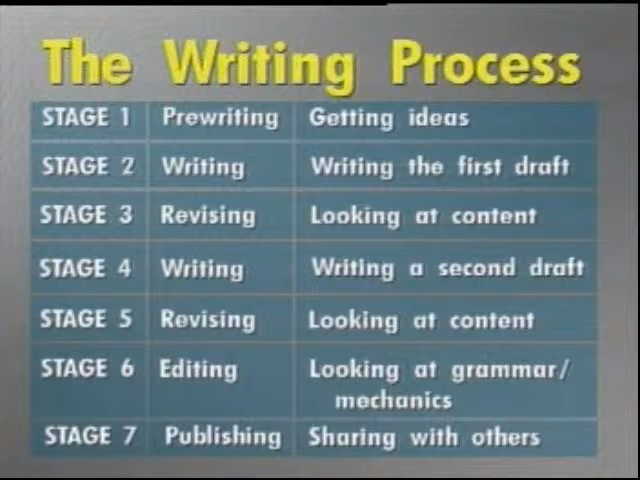 The Writing Process
STAGE 1 Prewriting Getting ideas
STAGE 2 Writing Writing the first draft
STAGE 3 Revising Looking at content
STAGE 4 Writing Writing a second draft
STAGE 5 Revising Looking at content
STAGE 6 Editing Looking at grammar/
mechanics
STAGE 7 Publishing Sharing with others